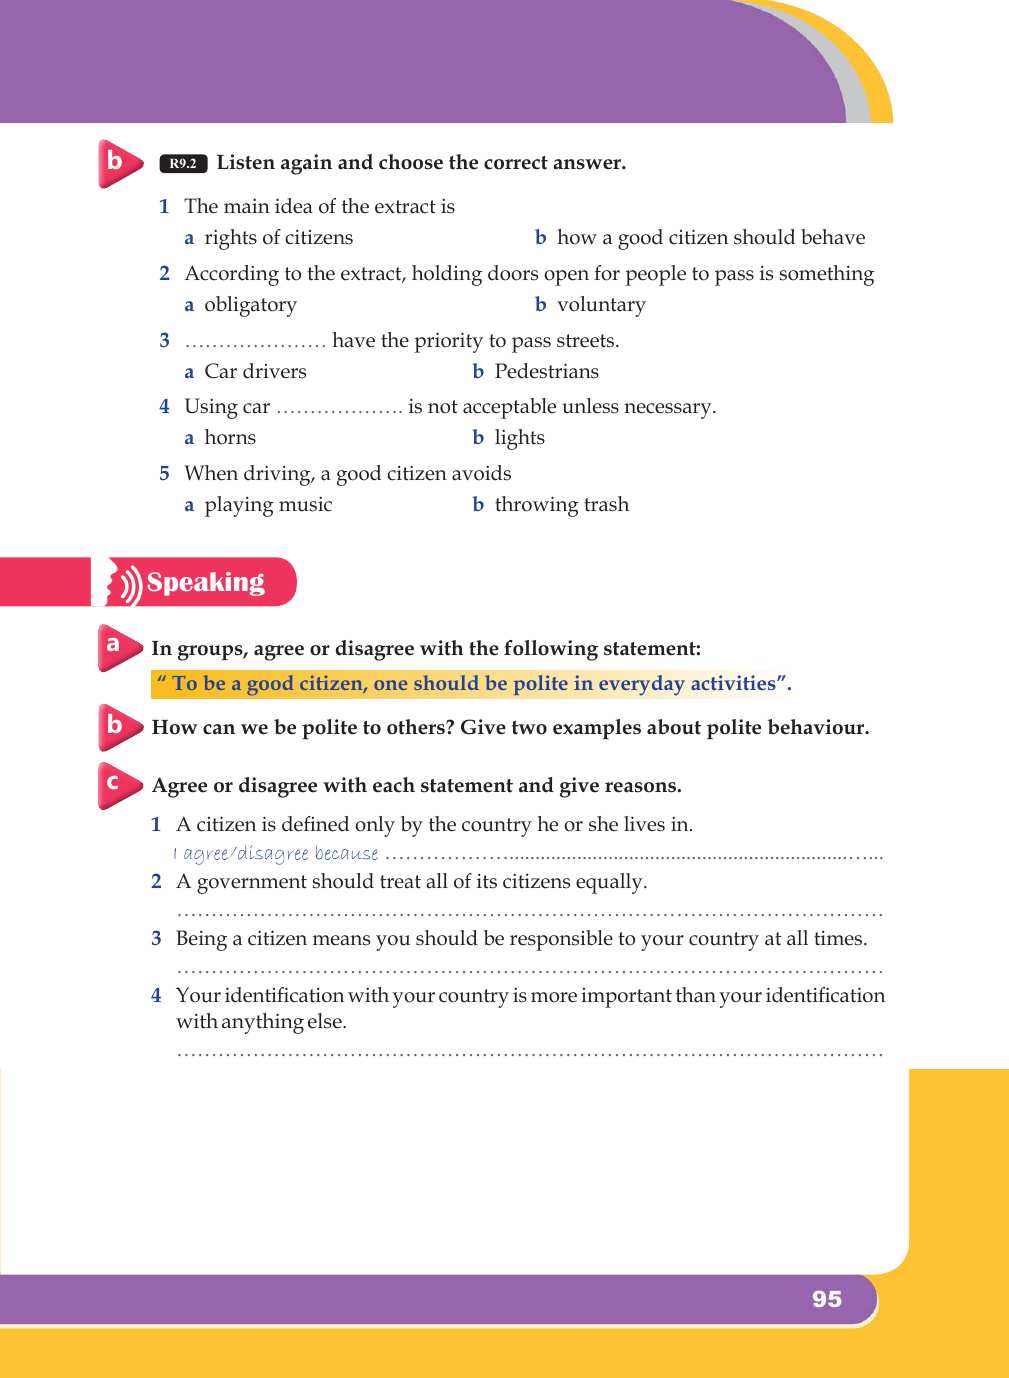 b R9.2 Listen again and choose the correct answer.
1 The main idea of the extract is
a rights of citizens b how a good citizen should behave
2 According to the extract, holding doors open for people to pass is something
a obligatory b voluntary
3 ………………… have the priority to pass streets.
a Car drivers b Pedestrians
4 Using car ………………. is not acceptable unless necessary.
a horns b lights
5 When driving, a good citizen avoids
a playing music b throwing trash
Speaking
a In groups, agree or disagree with the following statement:
“ To be a good citizen, one should be polite in everyday activities”.
b How can we be polite to others? Give two examples about polite behaviour.
c Agree or disagree with each statement and give reasons.
1 A citizen is defined only by the country he or she lives in.
I agree/disagree because ………………....................................................................…...
2 A government should treat all of its citizens equally.
……………………………………………………………………………………………
3 Being a citizen means you should be responsible to your country at all times.
……………………………………………………………………………………………
4 Your identification with your country is more important than your identification
with anything else.
……………………………………………………………………………………………
95